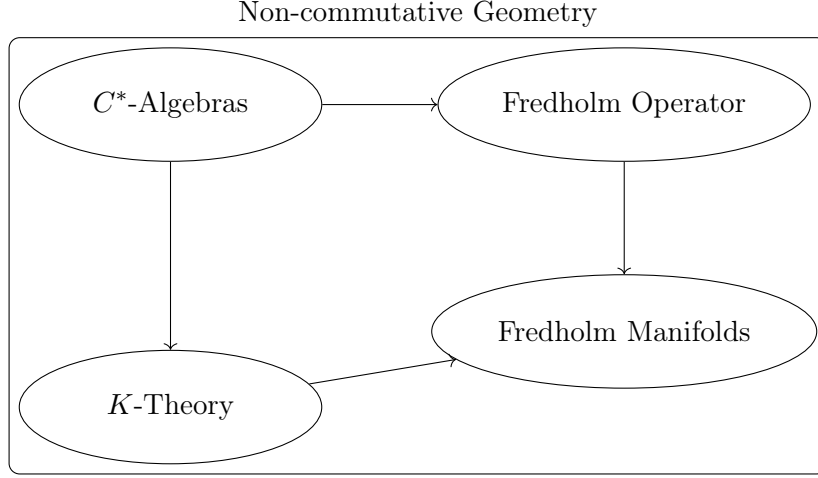 Non-commutative Geometry
C*-Algebras
Fredholm Operator
Fredholm Manifolds
K-Theory